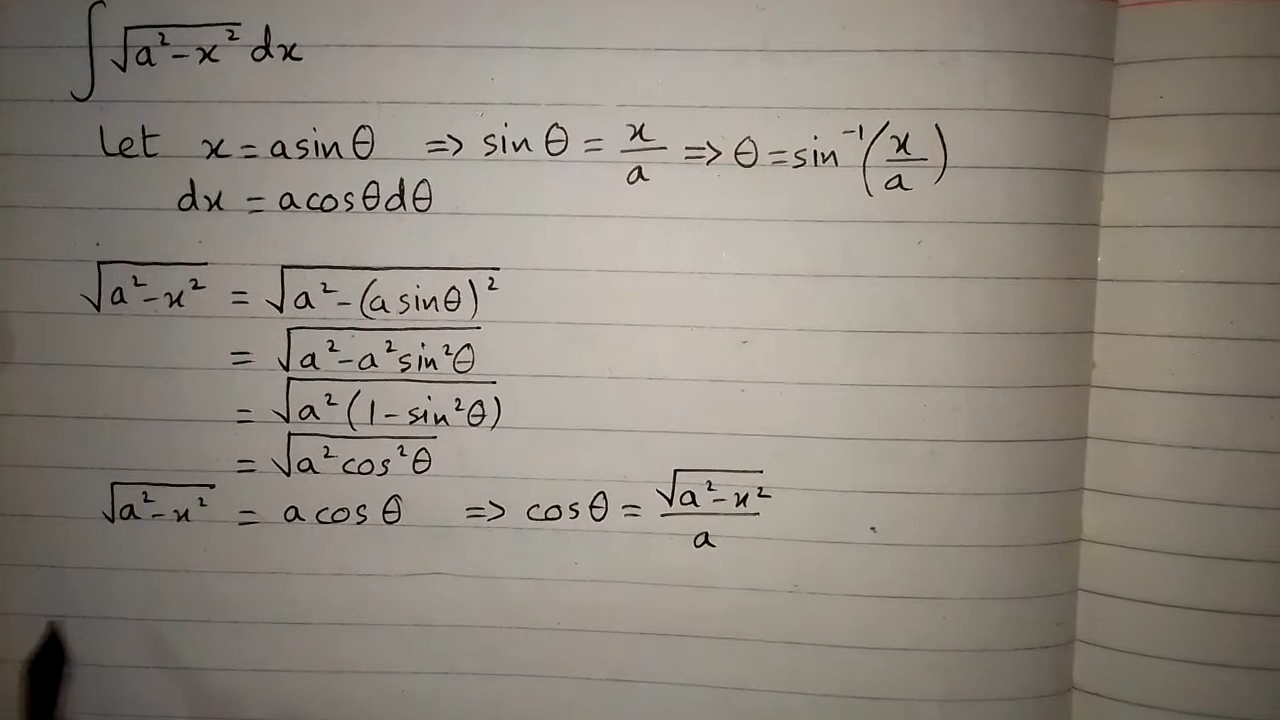 ∫√(a²-x²) dx
Let x = a sin θ => sin θ = x/a => θ = sin⁻¹(x/a)
dx = a cos θ dθ
√(a²-x²) = √(a²-(a sin θ)²)
= √(a²-a² sin²θ)
= √(a²(1-sin²θ))
= √(a² cos²θ)
√(a²-x²) = a cos θ => cos θ = √(a²-x²)/a